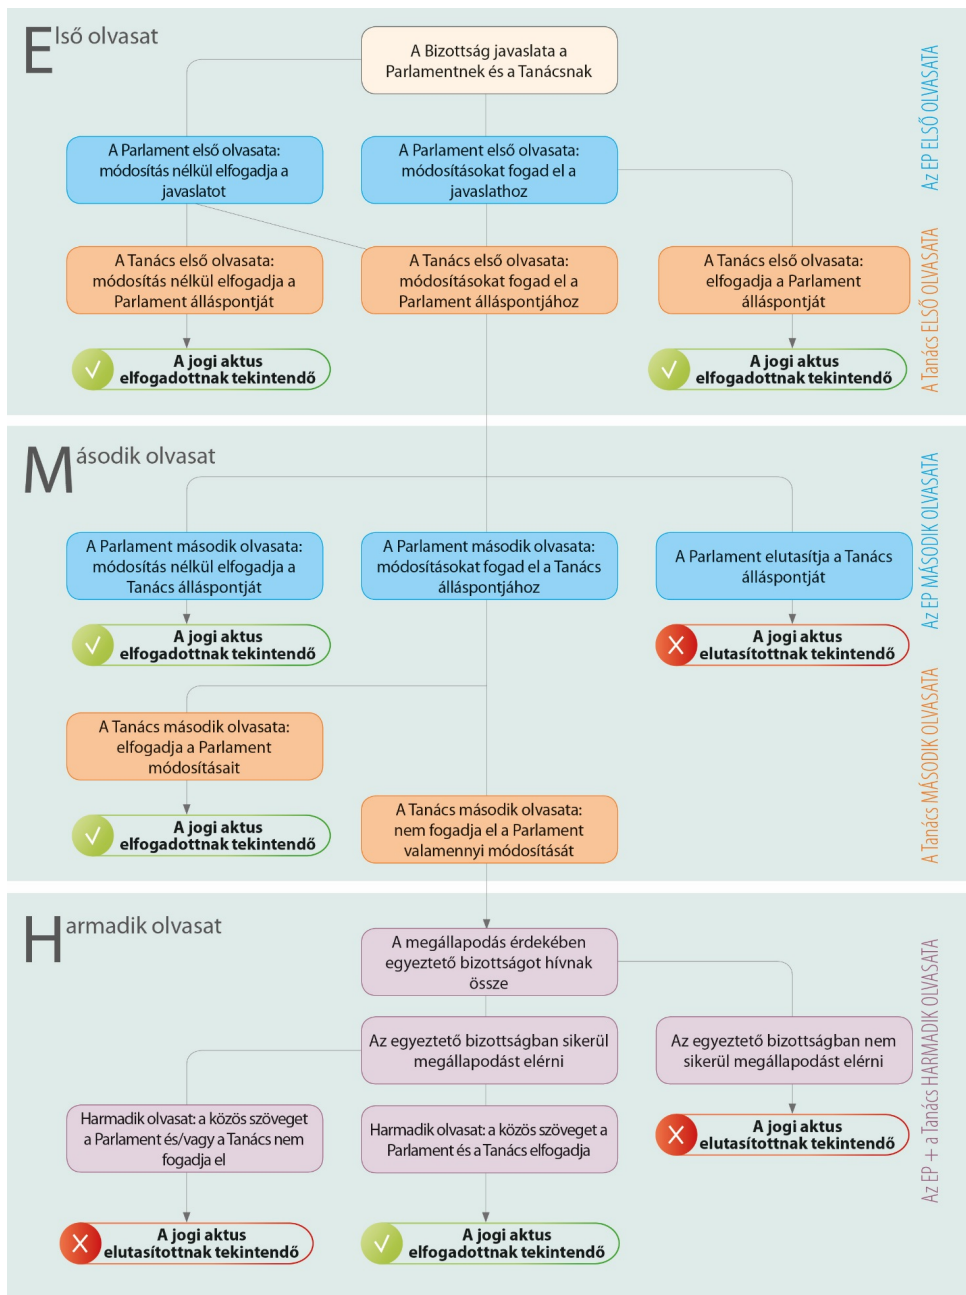 Első olvasat
A Bizottság javaslata a
Parlamentnek és a Tanácsnak
A Parlament első olvasata:
módosítás nélkül elfogadja a
javaslatot
A Parlament első olvasata:
módosításokat fogad el a
javaslathoz
Az EP ELSŐ OLVASATA
A Tanács első olvasata:
módosítás nélkül elfogadja a
Parlament álláspontját
A Tanács első olvasata:
módosításokat fogad el a
Parlament álláspontjához
A Tanács első olvasata:
elfogadja a Parlament
álláspontját
A Tanács ELSŐ OLVASATA
A jogi aktus
elfogadottnak tekintendő
A jogi aktus
elfogadottnak tekintendő
Második olvasat
A Parlament második olvasata:
módosítás nélkül elfogadja a
Tanács álláspontját
A Parlament második olvasata:
módosításokat fogad el a Tanács
álláspontjához
A Parlament elutasítja a Tanács
álláspontját
Az EP MÁSODIK OLVASATA
A jogi aktus
elfogadottnak tekintendő
A jogi aktus
elutasítottnak tekintendő
A Tanács második olvasata:
elfogadja a Parlament
módosításait
A jogi aktus
elfogadottnak tekintendő
A Tanács második olvasata:
nem fogadja el a Parlament
valamennyi módosítását
A Tanács MÁSODIK OLVASATA
Harmadik olvasat
A megállapodás érdekében
egyeztető bizottságot hívnak
össze
Az egyeztető bizottságban sikerül
megállapodást elérni
Az egyeztető bizottságban nem
sikerül megállapodást elérni
A jogi aktus
elutasítottnak tekintendő
Harmadik olvasat: a közös szöveget
a Parlament és/vagy a Tanács nem
fogadja el
Harmadik olvasat: a közös szöveget a
Parlament és a Tanács elfogadja
Az EP + a Tanács HARMADIK OLVASATA
A jogi aktus
elutasítottnak tekintendő
A jogi aktus
elfogadottnak tekintendő